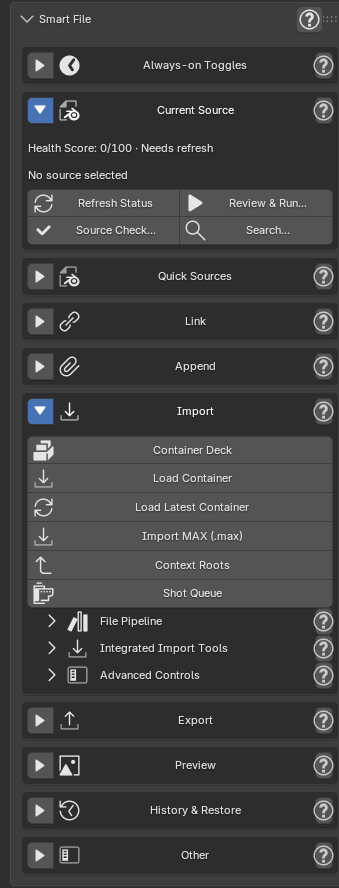 Smart File
Always-on Toggles
Current Source
Health Score: 0/100 · Needs refresh
No source selected
Refresh Status
Review & Run...
Source Check...
Search...
Quick Sources
Link
Append
Import
Container Deck
Load Container
Load Latest Container
Import MAX (.max)
Context Roots
Shot Queue
File Pipeline
Integrated Import Tools
Advanced Controls
Export
Preview
History & Restore
Other